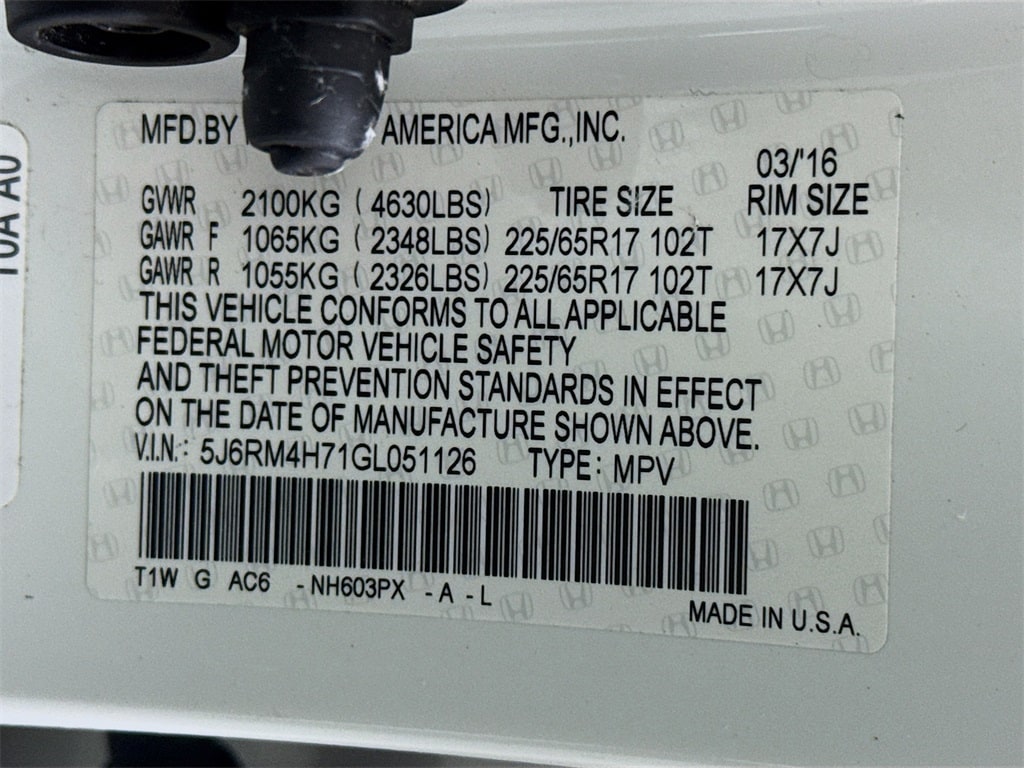 MFD.BY AMERICA MFG.,INC.
03/'16
GVWR 2100KG ( 4630LBS) TIRE SIZE RIM SIZE
GAWR F 1065KG ( 2348LBS) 225/65R17 102T 17X7J
GAWR R 1055KG ( 2326LBS) 225/65R17 102T 17X7J
THIS VEHICLE CONFORMS TO ALL APPLICABLE
FEDERAL MOTOR VEHICLE SAFETY
AND THEFT PREVENTION STANDARDS IN EFFECT
ON THE DATE OF MANUFACTURE SHOWN ABOVE.
V.I.N.: 5J6RM4H71GL051126 TYPE: MPV
T1W G AC6 -NH603PX -A -L
MADE IN U.S.A.
10A A0